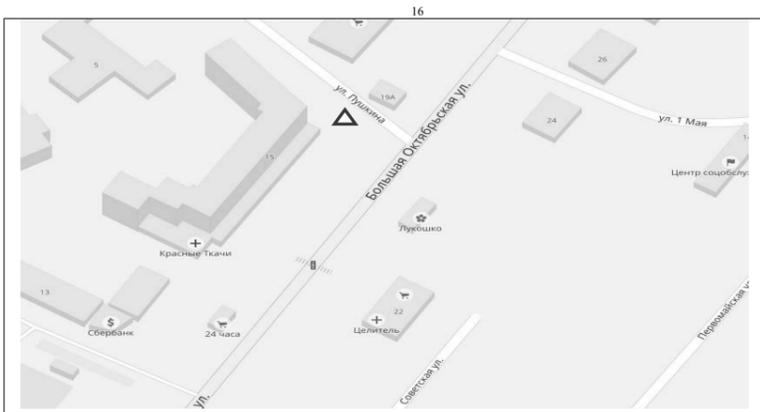 16
5
26
19А
ул. Пушкина
24
ул. 1 Мая
Большая Октябрьская ул.
15
Центр соцобслу
Лукошко
Красные Ткачи
13
22
Сбербанк
24 часа
Целитель
Первомайская
Советская ул.
ул.